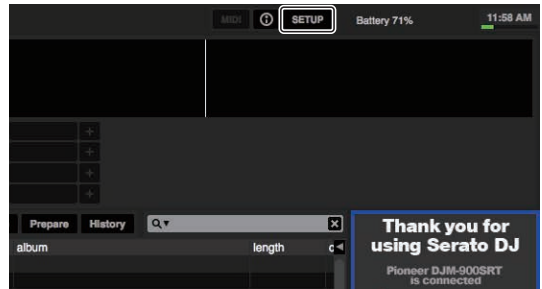 MIDI SETUP Battery 71% 11:58 AM
Prepare History
album length
Thank you for
using Serato DJ
Pioneer DJM-900SRT
is connected